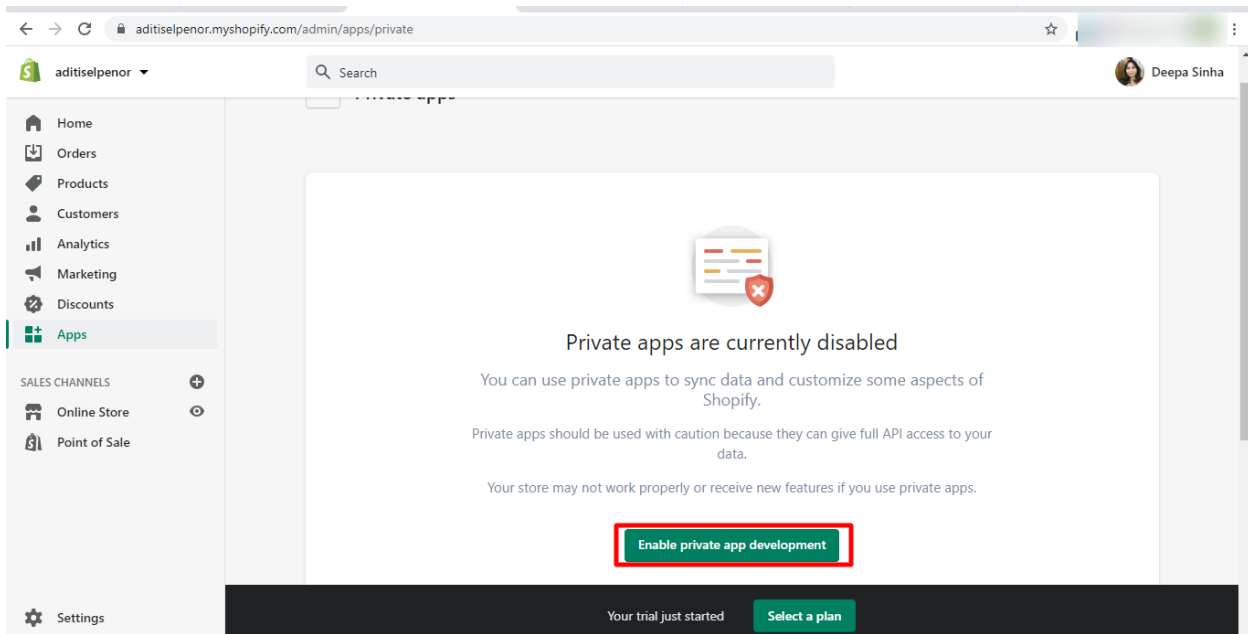 aditiselpenor.myshopify.com/admin/apps/private
aditiselpenor
Search
Deepa Sinha
Private apps
Home
Orders
Products
Customers
Analytics
Marketing
Discounts
Apps
SALES CHANNELS
Online Store
Point of Sale
Settings
Private apps are currently disabled
You can use private apps to sync data and customize some aspects of
Shopify.
Private apps should be used with caution because they can give full API access to your
data.
Your store may not work properly or receive new features if you use private apps.
Enable private app development
Your trial just started
Select a plan